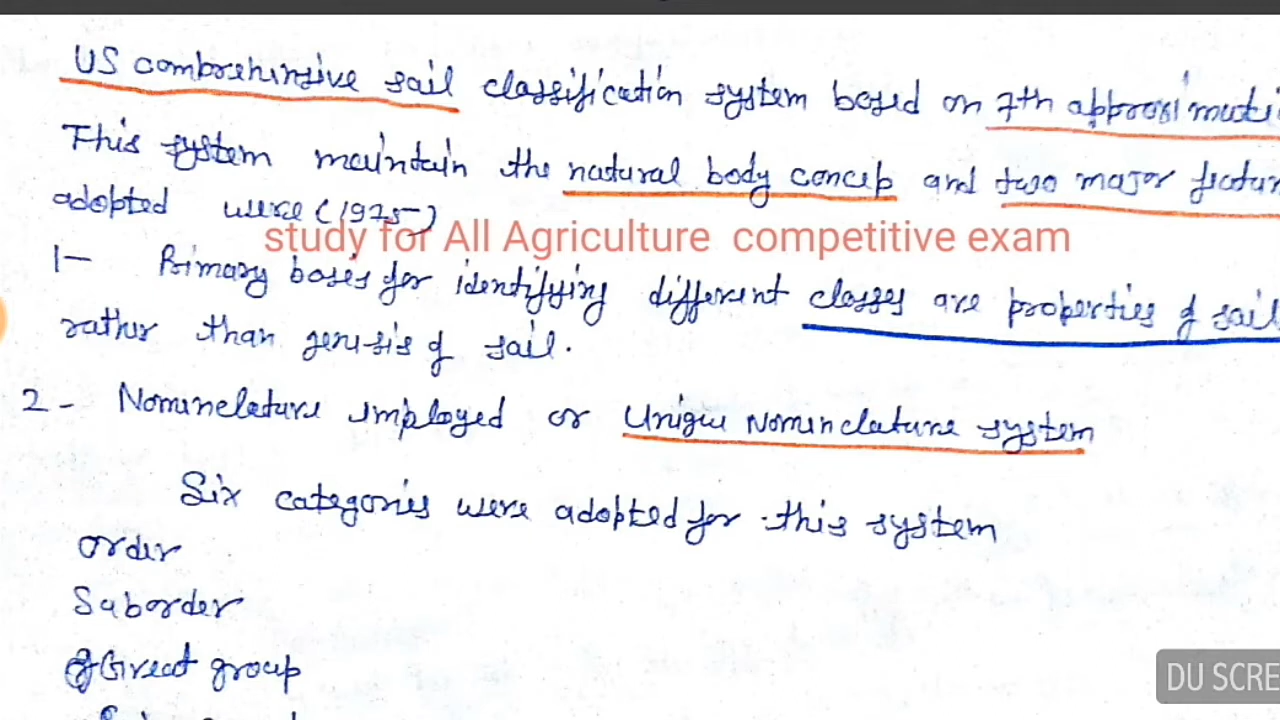 US comprehensive soil classification system based on 7th approximati
This system maintain the natural body concep and two major featur
adopted were (1975)
study for All Agriculture competitive exam
1- Primary bases for identifying different classes are properties of soil
rather than genesis of soil.
2- Nomenclature employed or Unique Nomenclature system
Six categories were adopted for this system
order
Suborder
Great group
DU SCRE